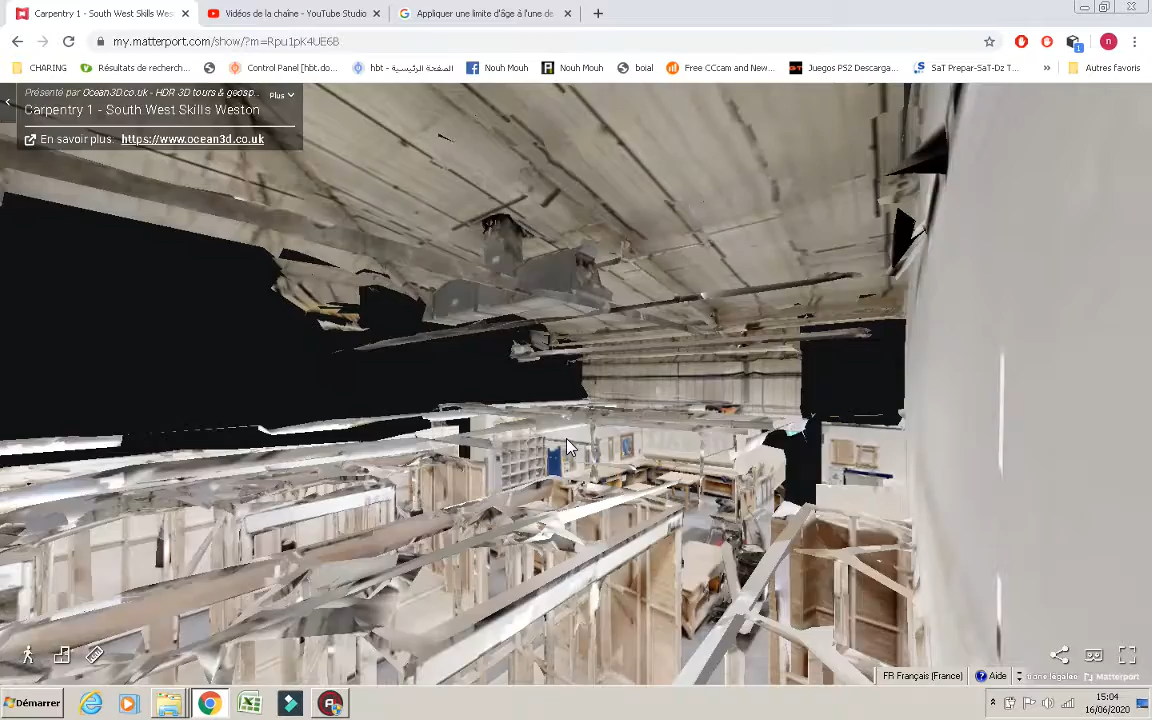 Carpentry 1 - South West Skills Wes
Vidéos de la chaîne - YouTube Studio
Appliquer une limite d'âge à l'une de
my.matterport.com/show/?m=Rpu1pK4UE6B
CHARING
Résultats de recherch...
Control Panel [hbt.do...
hbt - الصفحة الرئيسية
Nouh Mouh
Nouh Mouh
boial
Free CCcam and New...
Juegos PS2 Descarga...
SaT Prepar-SaT-Dz T...
»
Autres favoris
Présenté par Ocean3D.co.uk - HDR 3D tours & geosp...
Plus
Carpentry 1 - South West Skills Weston
En savoir plus. https://www.ocean3d.co.uk
FR Français (France)
Aide
Matterport
Démarrer
15:04
16/06/2020